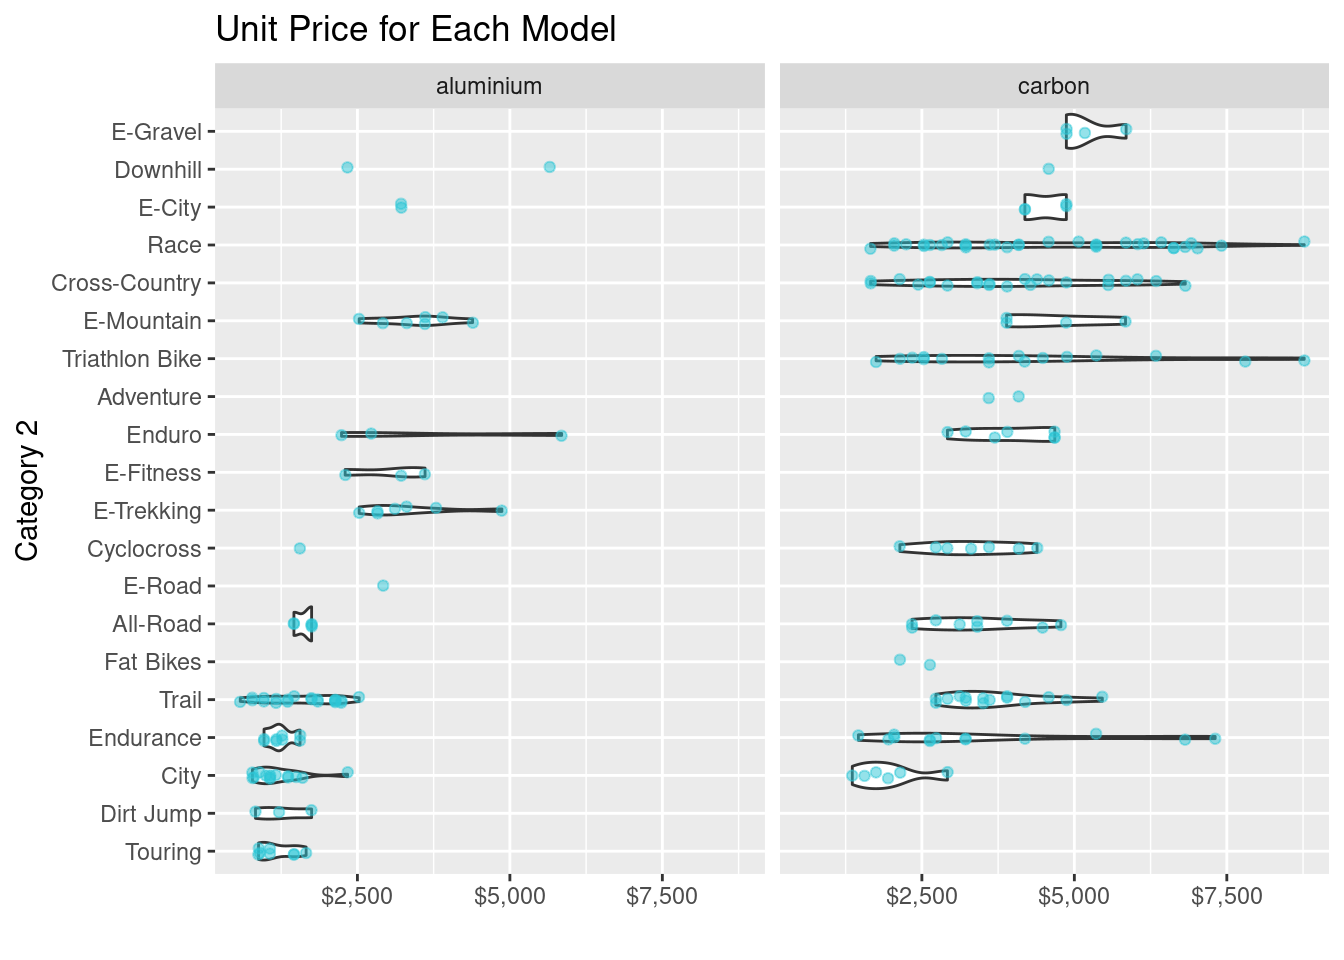 Unit Price for Each Model
aluminium
carbon
Category 2
E-Gravel
Downhill
E-City
Race
Cross-Country
E-Mountain
Triathlon Bike
Adventure
Enduro
E-Fitness
E-Trekking
Cyclocross
E-Road
All-Road
Fat Bikes
Trail
Endurance
City
Dirt Jump
Touring
$2,500 $5,000 $7,500 $2,500 $5,000 $7,500